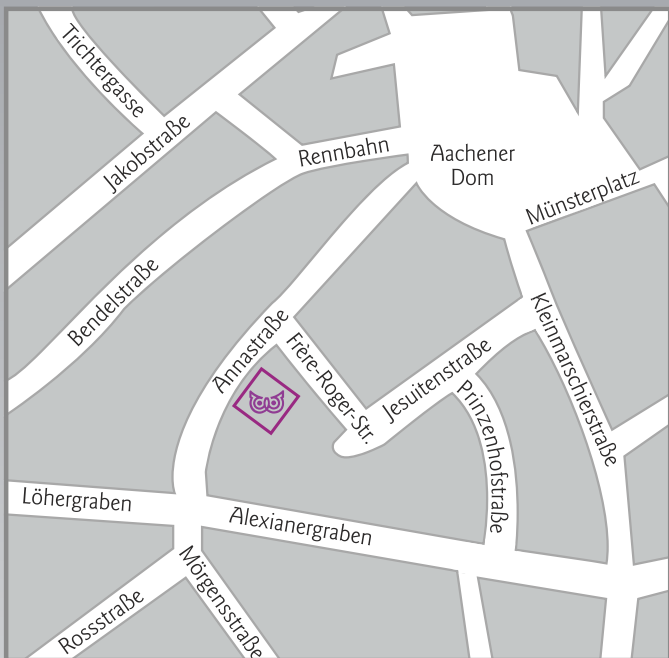 Trichtergasse
Jakobstraße
Rennbahn
Aachener
Dom
Münsterplatz
Bendelstraße
Annastraße
Frère-Roger-Str.
Jesuitenstraße
Kleinmarschierstraße
Prinzenhofstraße
Löhergraben
Alexianergraben
Mörgensstraße
Rossstraße